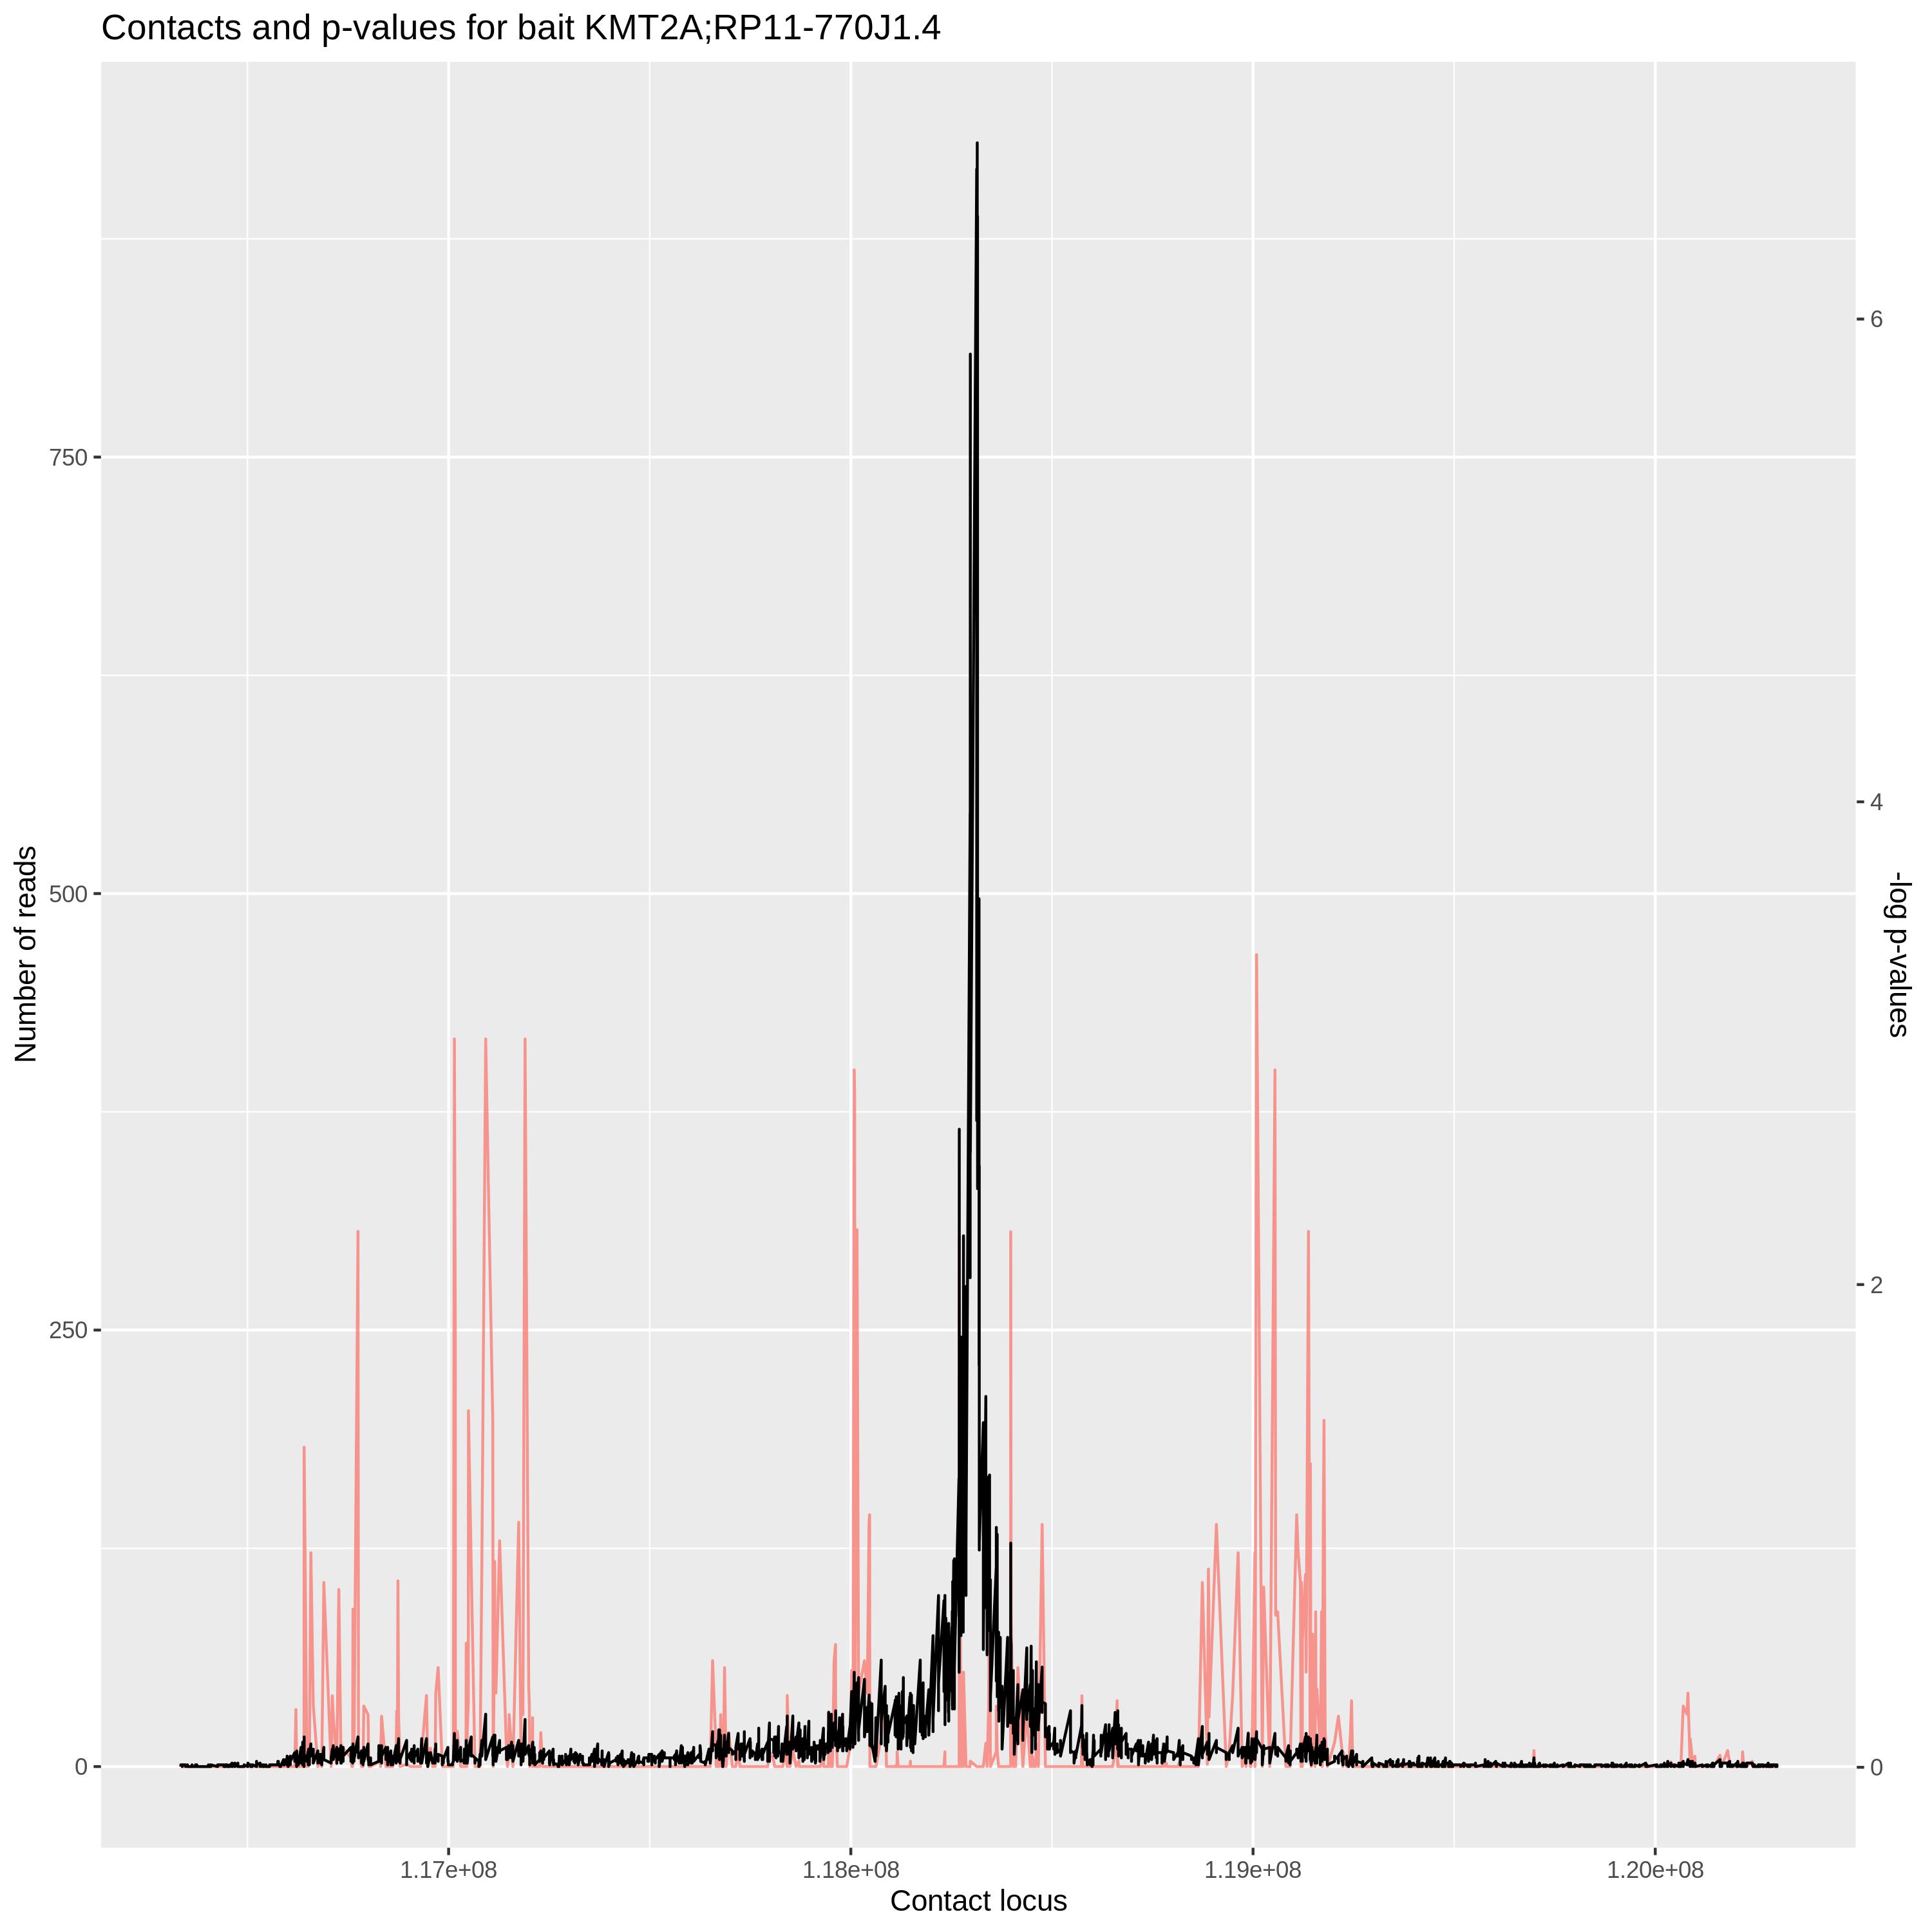 Contacts and p-values for bait KMT2A;RP11-770J1.4
Number of reads
750
500
250
0
6
4
2
0
-log p-values
1.17e+08
1.18e+08
1.19e+08
1.20e+08
Contact locus